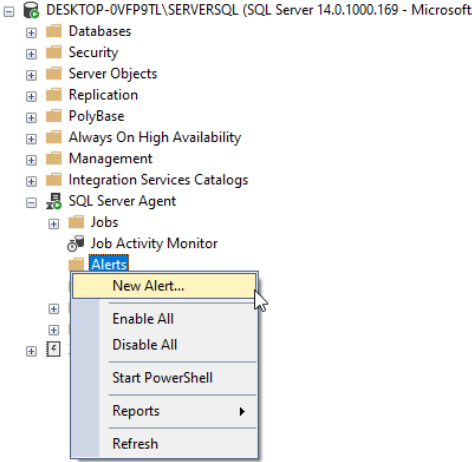 DESKTOP-0VFP9TL\SERVERSQL (SQL Server 14.0.1000.169 - Microsoft
Databases
Security
Server Objects
Replication
PolyBase
Always On High Availability
Management
Integration Services Catalogs
SQL Server Agent
Jobs
Job Activity Monitor
Alerts
New Alert...
Enable All
Disable All
Start PowerShell
Reports
Refresh